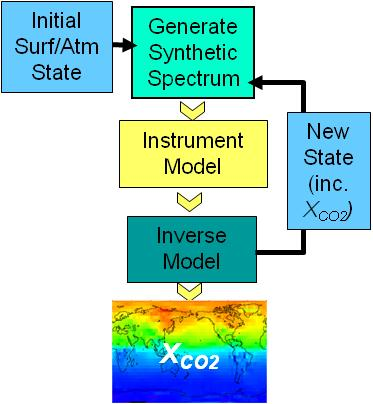 Initial
Surf/Atm
State
Generate
Synthetic
Spectrum
Instrument
Model
New
State
(inc.
XCO2)
Inverse
Model
XCO2